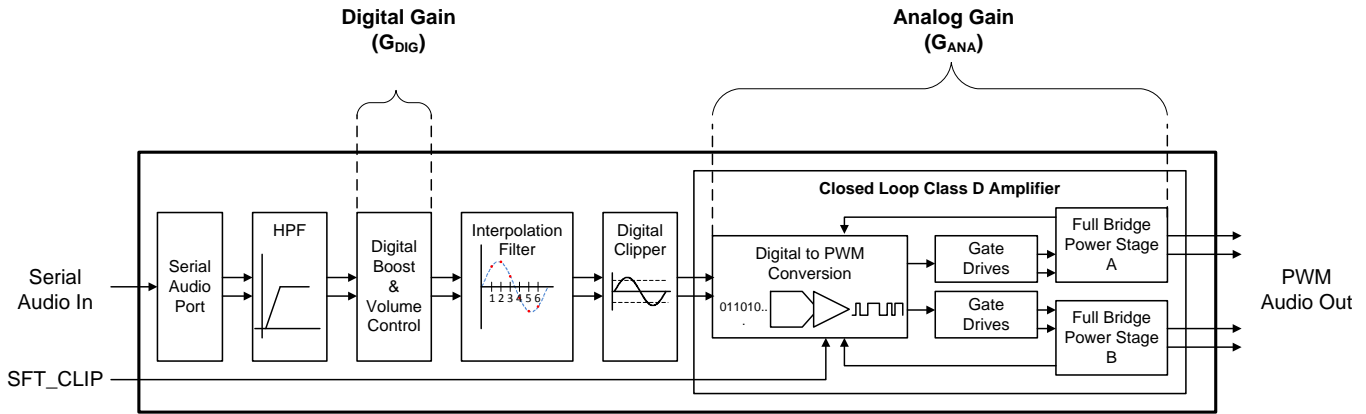 Digital Gain
(GDIG)
Analog Gain
(GANA)
Closed Loop Class D Amplifier
Serial
Audio In
Serial
Audio
Port
HPF
Digital
Boost
&
Volume
Control
Interpolation
Filter
1 2 3 4 5 6
Digital
Clipper
Digital to PWM
Conversion
011010..
.
Gate
Drives
Gate
Drives
Full Bridge
Power Stage
A
Full Bridge
Power Stage
B
PWM
Audio Out
SFT_CLIP